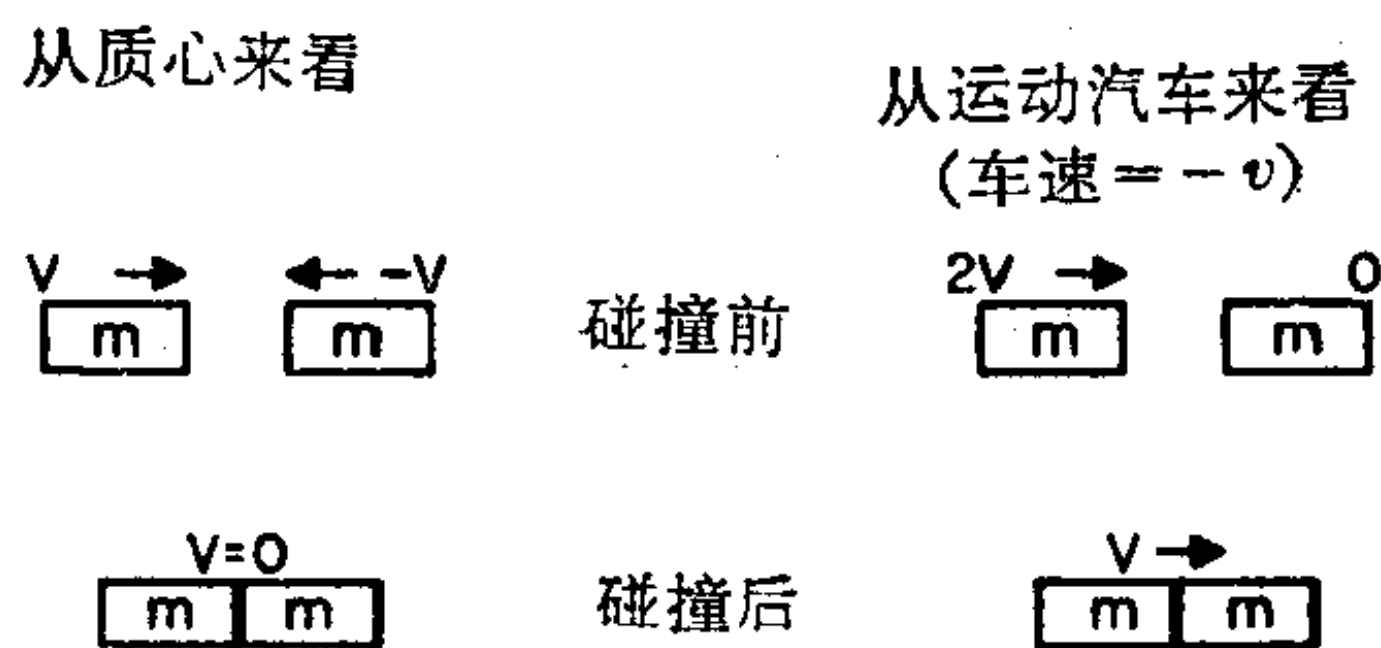 从质心来看
从运动汽车来看
(车速=-v)
V → ← -V
m m
碰撞前
2V → 0
m m
V=0
m m
碰撞后
V →
m m